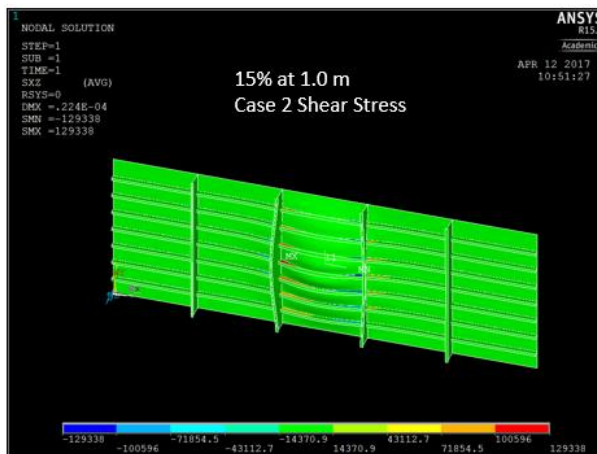 1
NODAL SOLUTION
STEP=1
SUB =1
TIME=1
SXZ (AVG)
RSYS=0
DMX =.224E-04
SMN =-129338
SMX =129338
ANSYS
R15.
Academic
APR 12 2017
10:51:27
15% at 1.0 m
Case 2 Shear Stress
MX
MN
-129338 -71854.5 -14370.9 43112.7 100596
-100596 -43112.7 14370.9 71854.5 129338